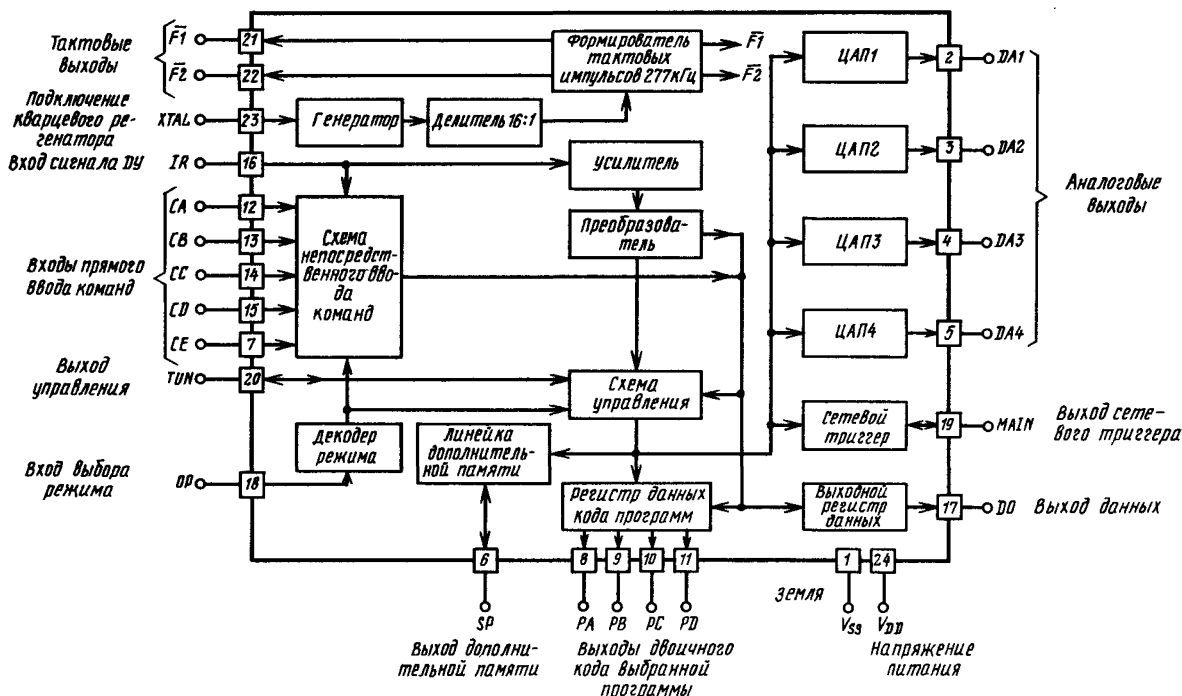 Тактовые
выходы
F1
21
F2
22
Подключение
кварцевого ре-
генатора
XTAL
23
Вход сигнала ДУ
IR
16
Входы прямого
ввода команд
CA
12
CB
13
CC
14
CD
15
CE
7
Выход
управления
TUN
20
Вход выбора
режима
OP
18
Генератор
Делитель 16:1
Формирователь
тактовых
импульсов 277кГц
F1
F2
Усилитель
Преобразова-
тель
Схема
непосредст-
венного вво-
да
команд
Схема
управления
Декодер
режима
Линейка
дополнитель-
ной памяти
Регистр данных
кода программ
ЦАП1
2
DA1
ЦАП2
3
DA2
ЦАП3
4
DA3
ЦАП4
5
DA4
Аналоговые
выходы
Сетевой
триггер
19
MAIN
Выход сете-
вого триггера
Выходной
регистр
данных
17
DO
Выход данных
6
8
9
10
11
1
24
SP
PA
PB
PC
PD
Земля
VSS
VDD
Выход дополни-
тельной памяти
Выходы двоичного
кода выбранной
программы
Напряжение
питания